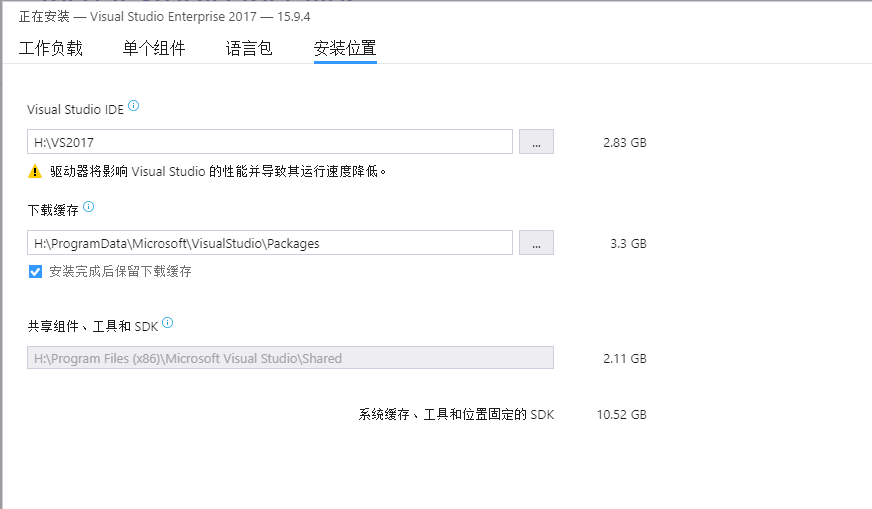 正在安装 — Visual Studio Enterprise 2017 — 15.9.4
工作负载 单个组件 语言包 安装位置
Visual Studio IDE
H:\VS2017 ... 2.83 GB
驱动器将影响 Visual Studio 的性能并导致其运行速度降低。
下载缓存
H:\ProgramData\Microsoft\VisualStudio\Packages ... 3.3 GB
安装完成后保留下载缓存
共享组件、工具和 SDK
H:\Program Files (x86)\Microsoft Visual Studio\Shared 2.11 GB
系统缓存、工具和位置固定的 SDK 10.52 GB